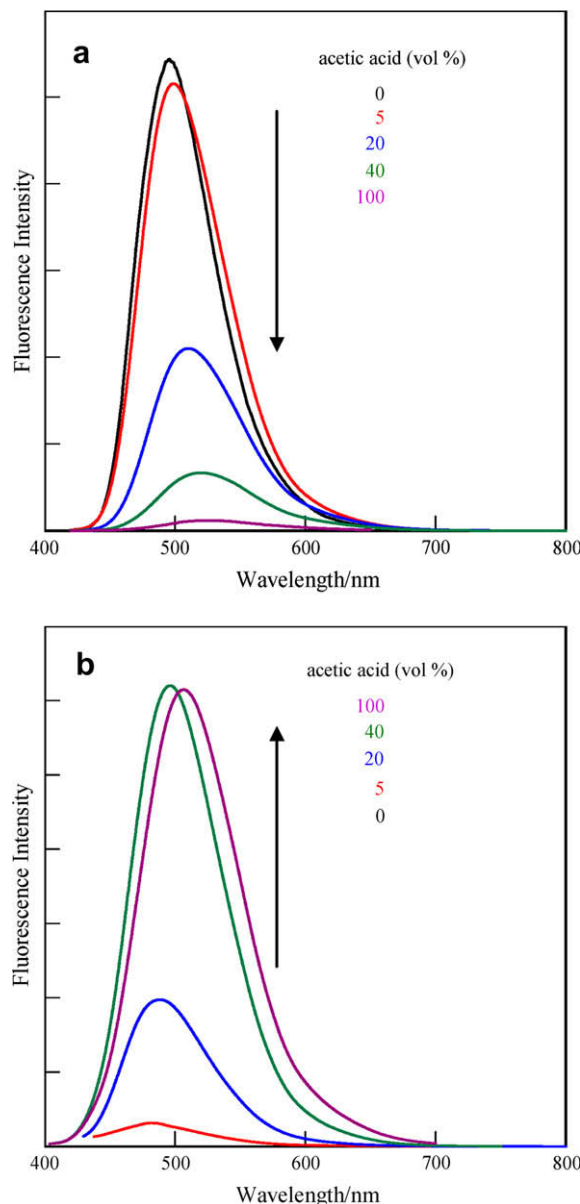 a
acetic acid (vol %)
0
5
20
40
100
Fluorescence Intensity
400 500 600 700 800
Wavelength/nm
b
acetic acid (vol %)
100
40
20
5
0
Fluorescence Intensity
400 500 600 700 800
Wavelength/nm